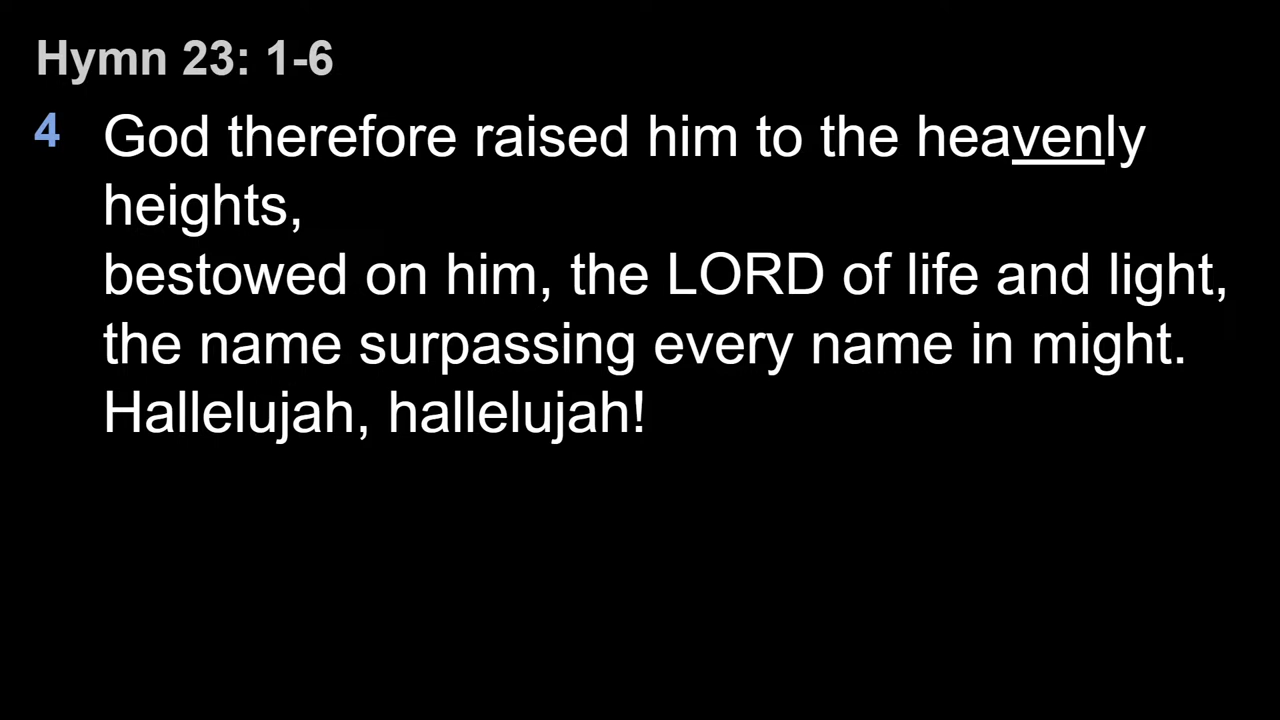 Hymn 23: 1-6
4 God therefore raised him to the heavenly
heights,
bestowed on him, the LORD of life and light,
the name surpassing every name in might.
Hallelujah, hallelujah!